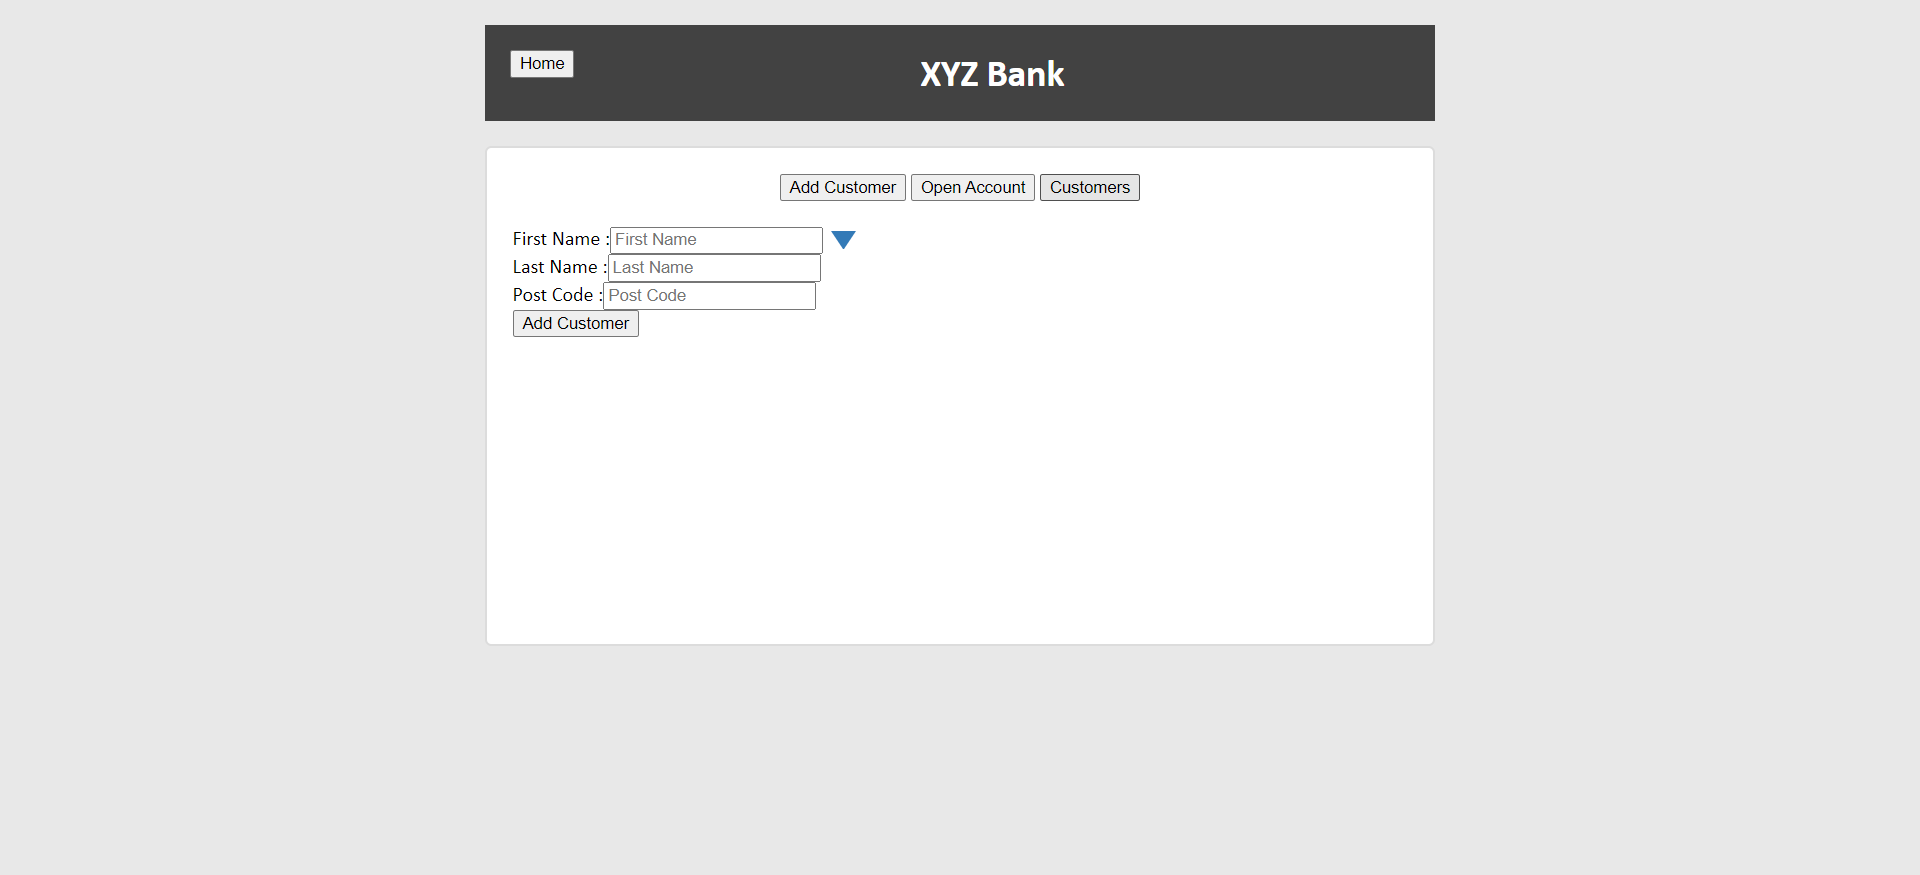 Home
XYZ Bank
Add Customer Open Account Customers
First Name : First Name
Last Name : Last Name
Post Code : Post Code
Add Customer